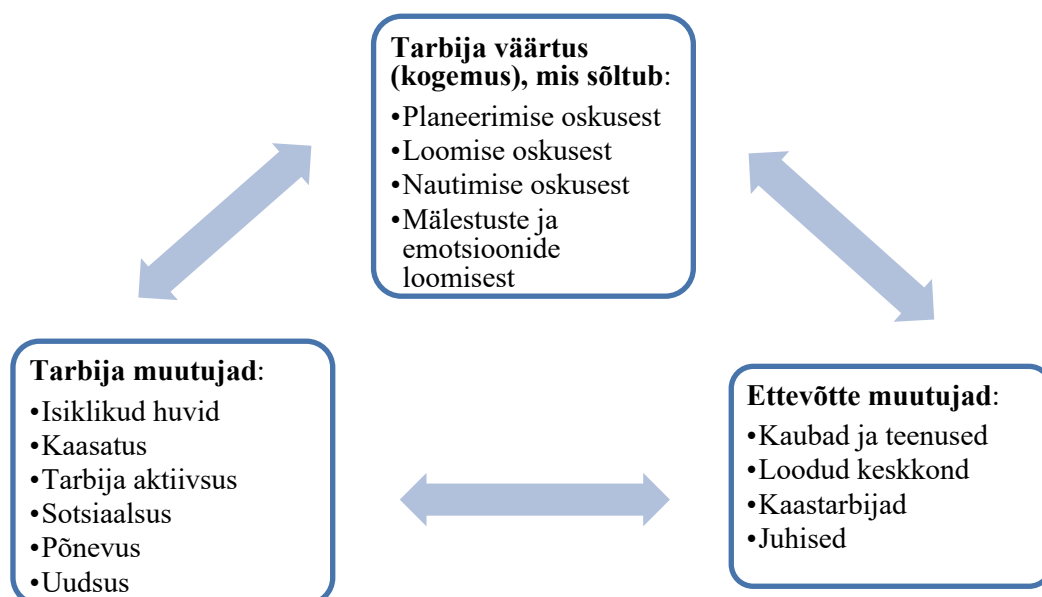 Tarbija väärtus
(kogemus), mis sõltub:
•Planeerimise oskusest
•Loomise oskusest
•Nautimise oskusest
•Mälestuste ja
emotsioonide
loomisest
Tarbija muutujad:
•Isiklikud huvid
•Kaasatus
•Tarbija aktiivsus
•Sotsiaalsus
•Põnevus
•Uudsus
Ettevõtte muutujad:
•Kaubad ja teenused
•Loodud keskkond
•Kaastarbijad
•Juhised